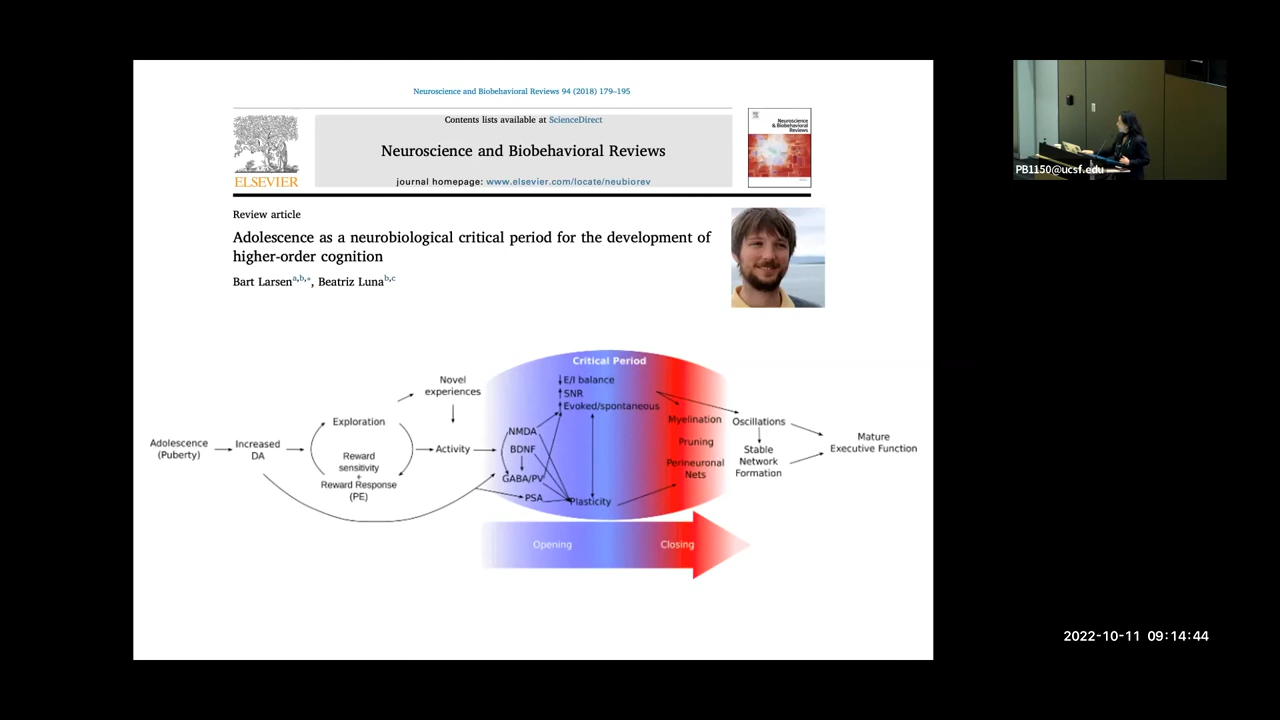 Neuroscience and Biobehavioral Reviews 94 (2018) 179–195
Contents lists available at ScienceDirect
Neuroscience and Biobehavioral Reviews
journal homepage: www.elsevier.com/locate/neubiorev
ELSEVIER
Neuroscience
& Biobehavioral
Reviews
Review article
Adolescence as a neurobiological critical period for the development of
higher-order cognition
Bart Larsen a,b,*, Beatriz Luna b,c
Critical Period
Adolescence
(Puberty)
Increased
DA
Exploration
Reward
sensitivity
+
Reward Response
(PE)
Novel
experiences
Activity
NMDA
BDNF
GABA/PV
PSA
↓E/I balance
↑SNR
↑Evoked/spontaneous
Plasticity
Myelination
Pruning
Perineuronal
Nets
Oscillations
Stable
Network
Formation
Mature
Executive Function
Opening
Closing
PB1150@ucsf.edu
2022-10-11 09:14:44